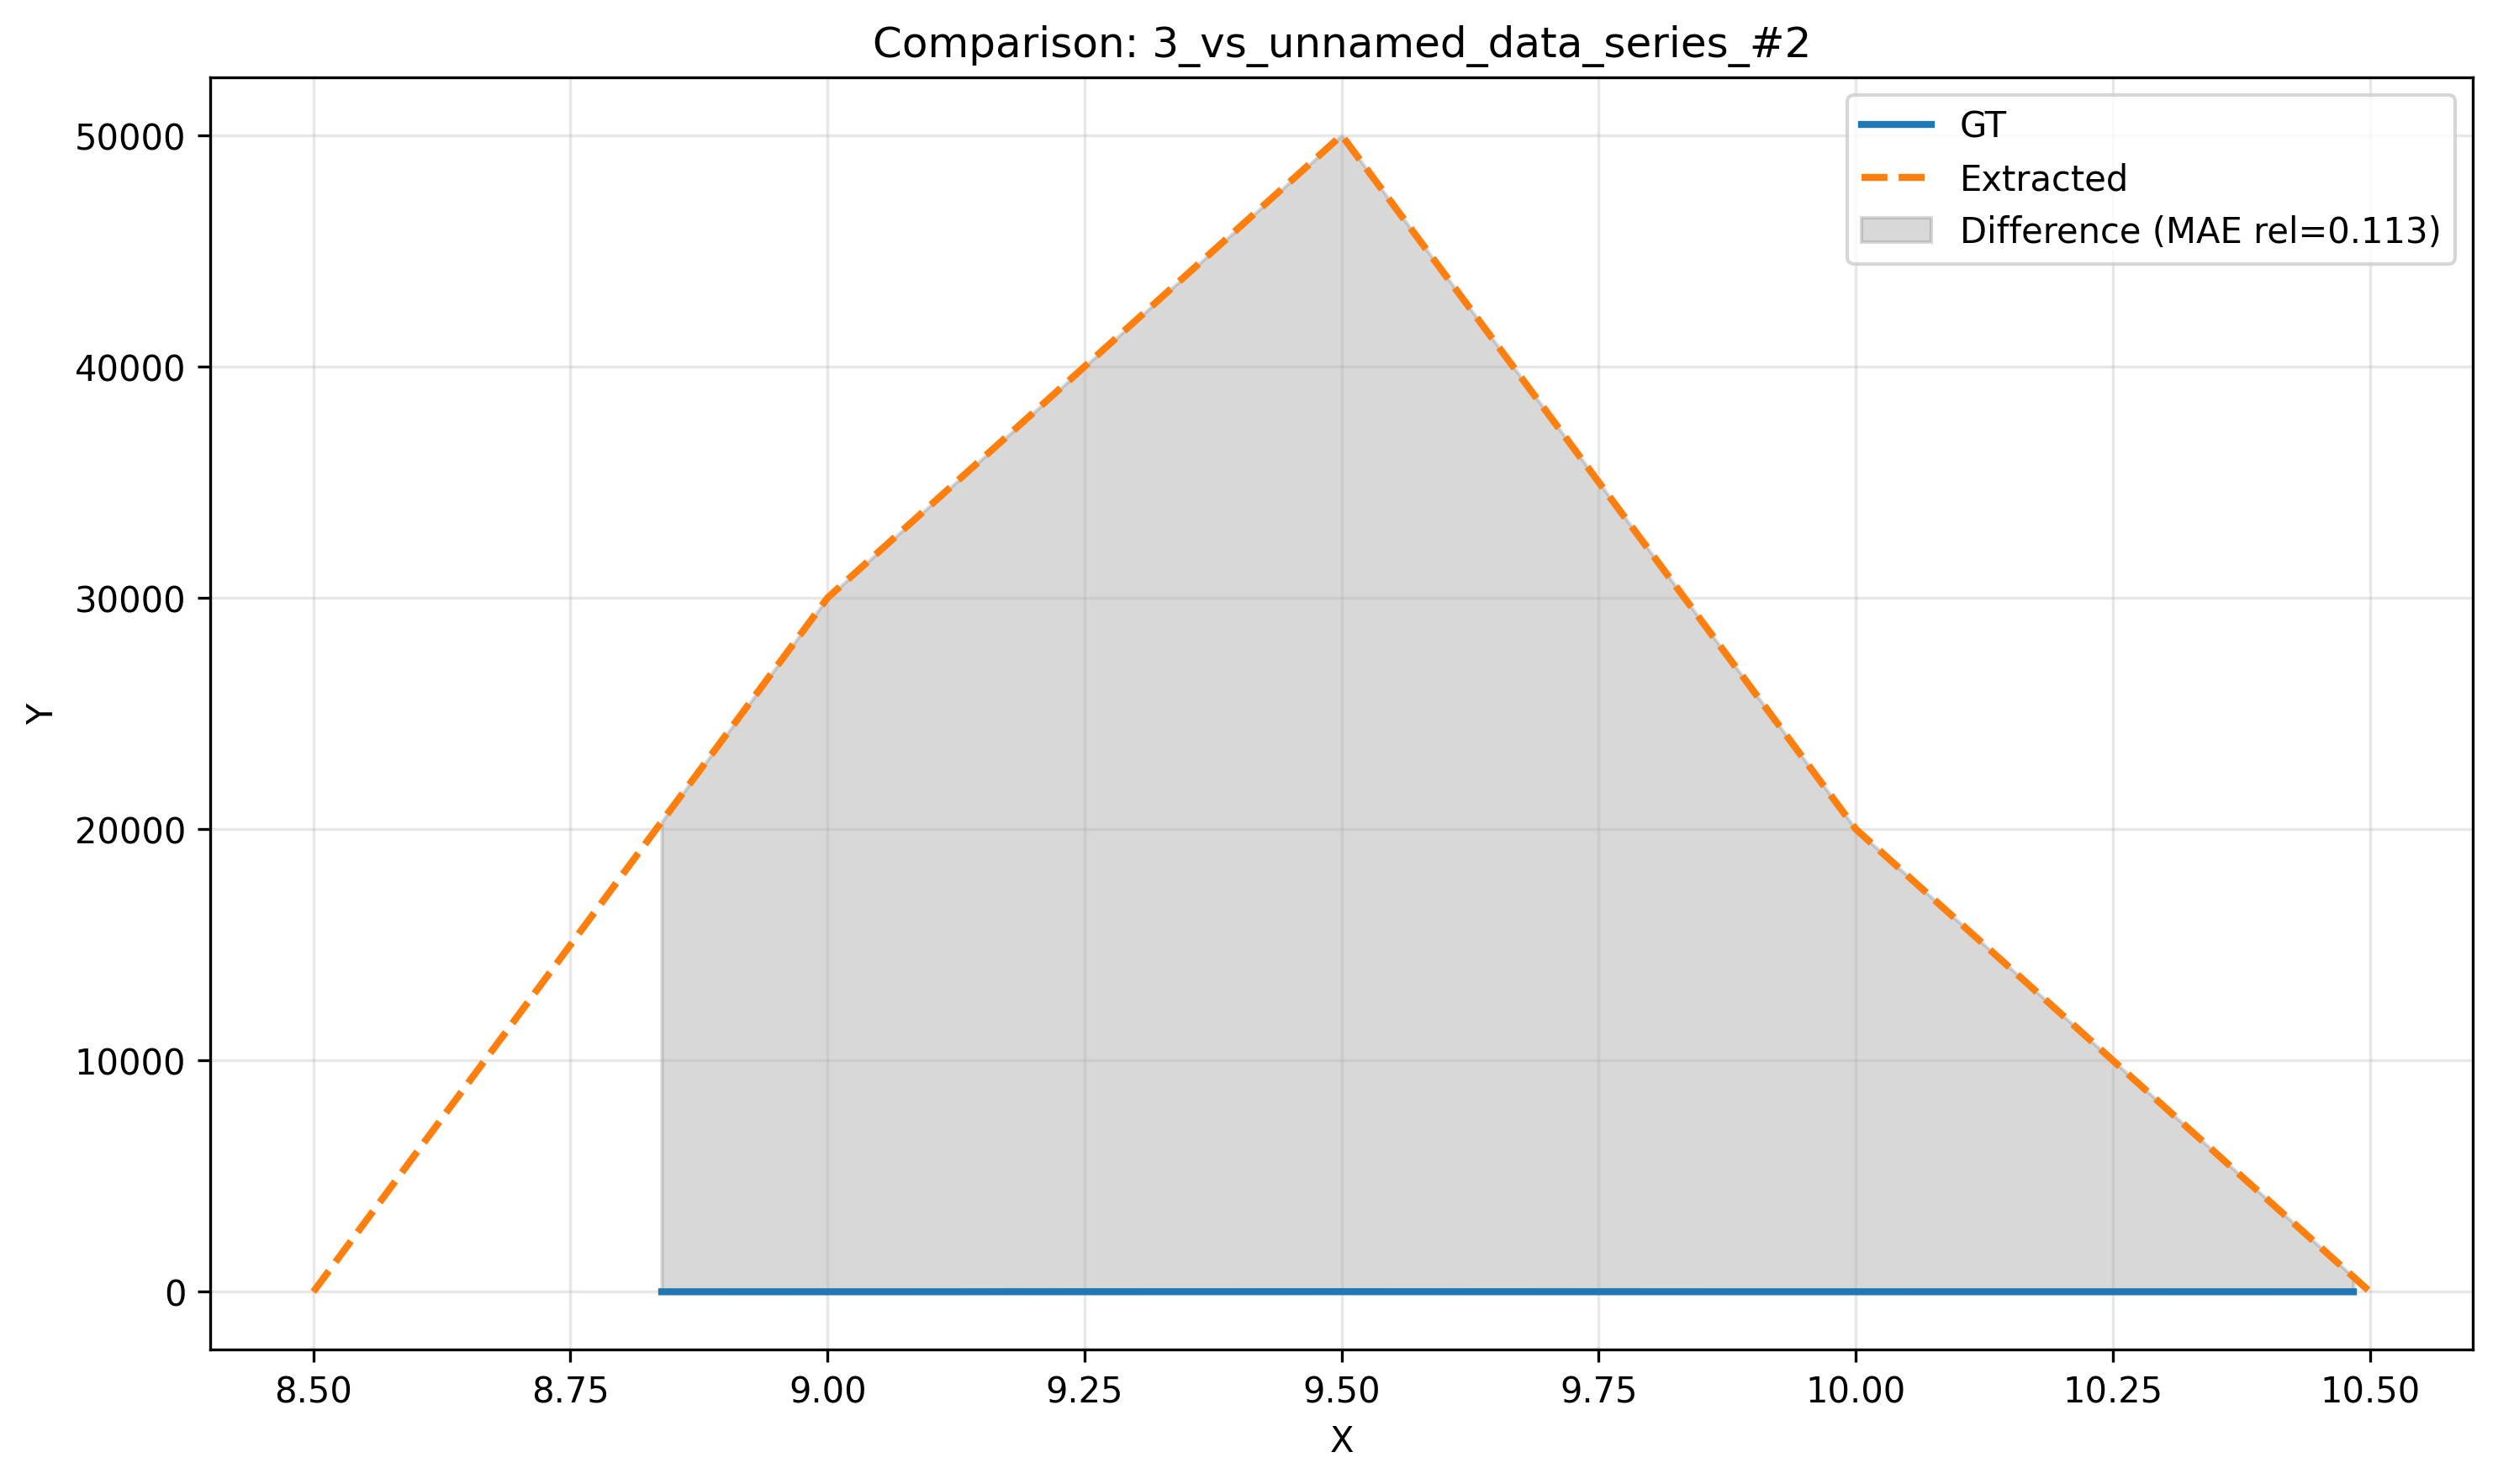 Comparison: 3_vs_unnamed_data_series_#2
GT
Extracted
Difference (MAE rel=0.113)
50000
40000
30000
20000
10000
0
Y
8.50 8.75 9.00 9.25 9.50 9.75 10.00 10.25 10.50
X